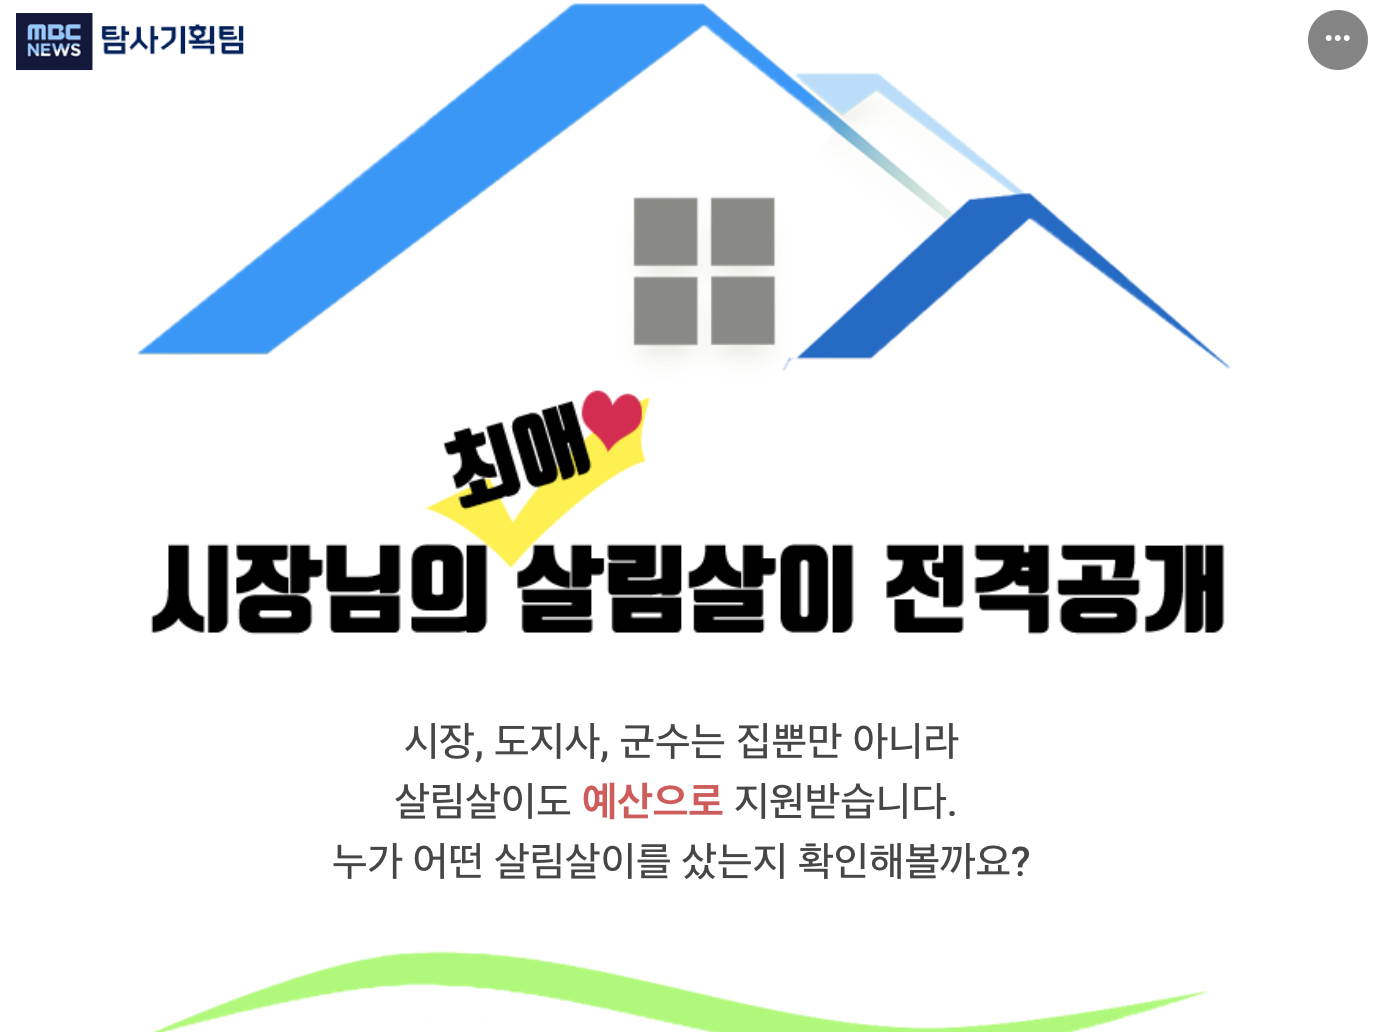 MBC
NEWS 탐사기획팀
최애
시장님의 살림살이 전격공개
시장, 도지사, 군수는 집뿐만 아니라
살림살이도 예산으로 지원받습니다.
누가 어떤 살림살이를 샀는지 확인해볼까요?